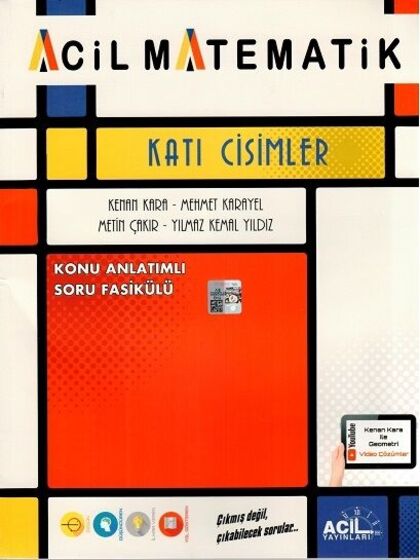 ACİL MATEMATİK
KATI CİSİMLER
KENAN KARA - MEHMET KARAYEL
METİN ÇAKIR - YILMAZ KEMAL YILDIZ
KONU ANLATIMLI
SORU FASİKÜLÜ
YouTube
Kenan Kara
ile
Geometri
Video Çözümler
Çıkmış değil,
çıkabilecek sorular...
ACİL
YAYINLARI